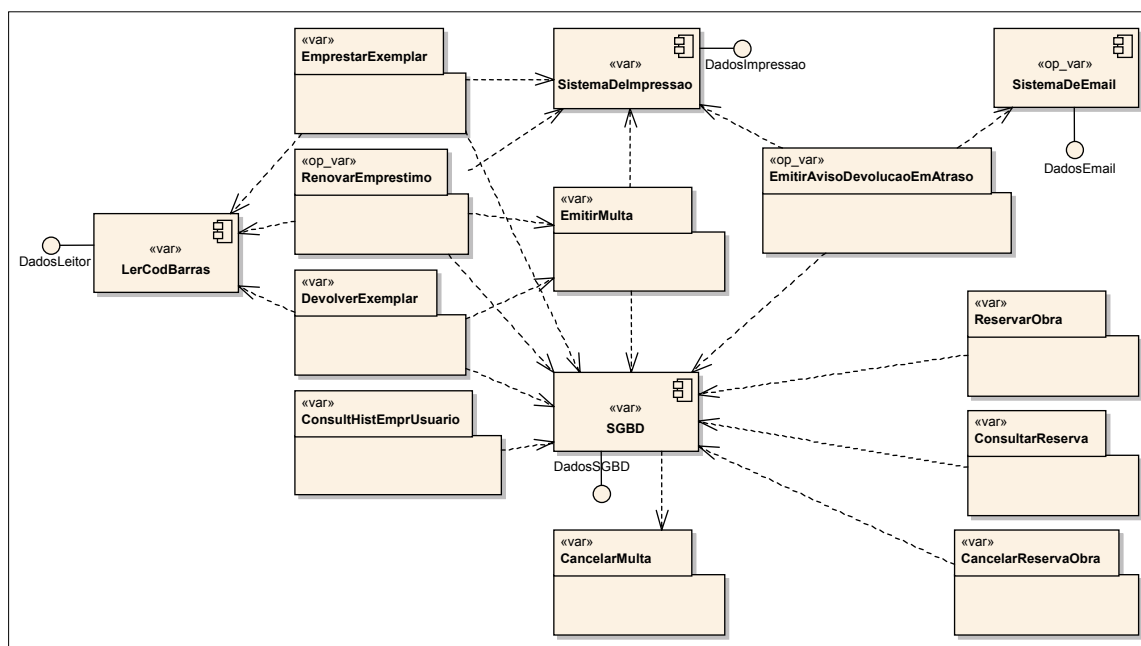 «var»
EmprestarExemplar
«var»
SistemaDeImpressao
DadosImpressao
«op_var»
SistemaDeEmail
DadosEmail
«op_var»
RenovarEmprestimo
«op_var»
EmitirAvisoDevolucaoEmAtraso
«var»
EmitirMulta
«var»
LerCodBarras
DadosLeitor
«var»
DevolverExemplar
«var»
ReservarObra
«var»
ConsultHistEmprUsuario
«var»
SGBD
DadosSGBD
«var»
ConsultarReserva
«var»
CancelarMulta
«var»
CancelarReservaObra